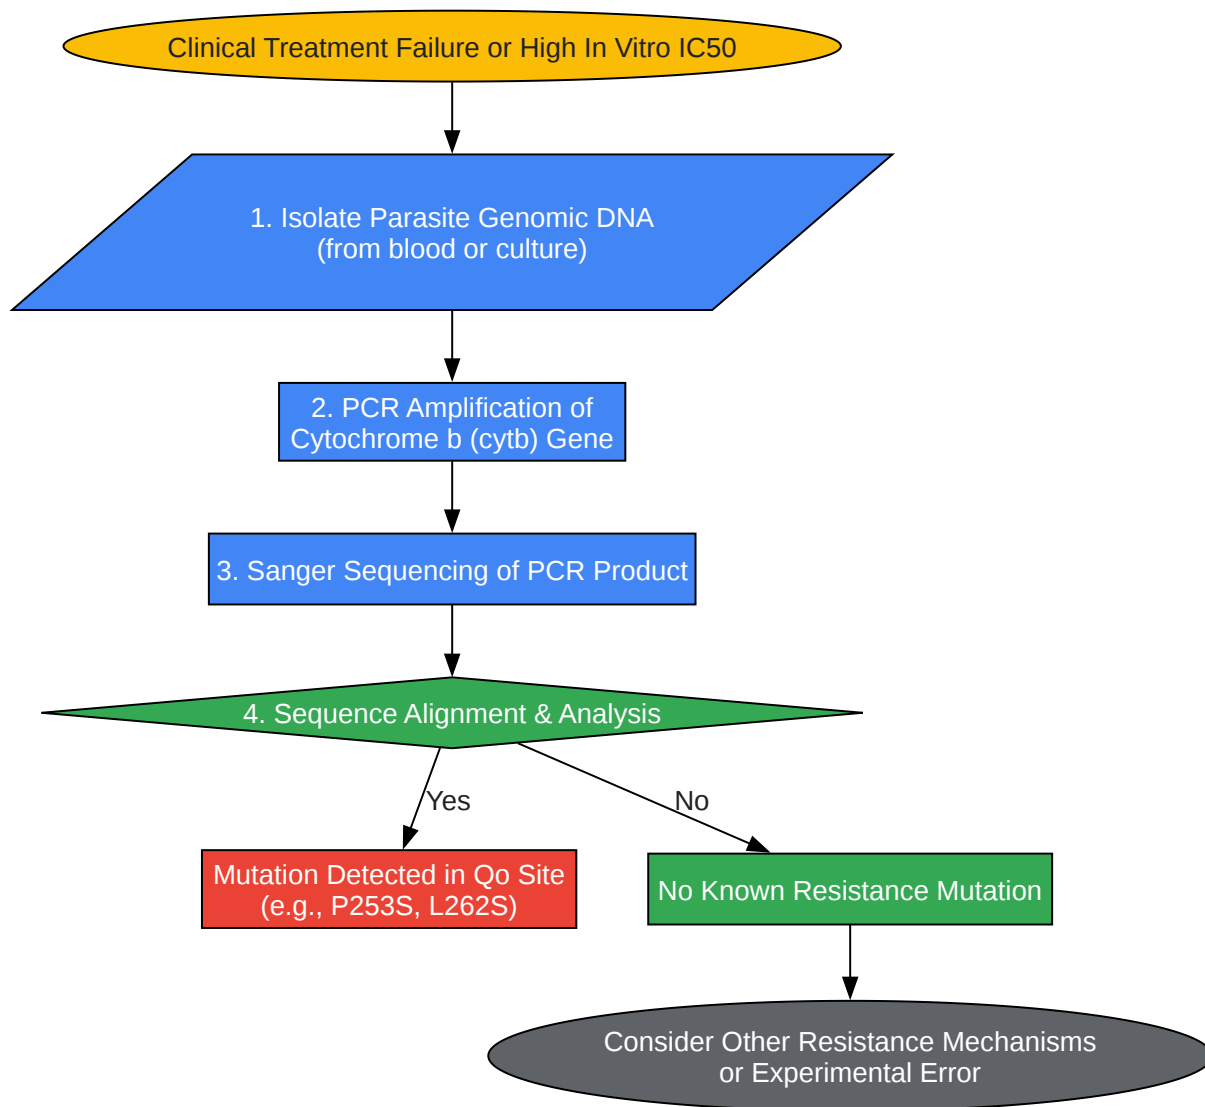 Clinical Treatment Failure or High In Vitro IC50
1. Isolate Parasite Genomic DNA
(from blood or culture)
2. PCR Amplification of
Cytochrome b (cytb) Gene
3. Sanger Sequencing of PCR Product
4. Sequence Alignment & Analysis
Yes
No
Mutation Detected in Qo Site
(e.g., P253S, L262S)
No Known Resistance Mutation
Consider Other Resistance Mechanisms
or Experimental Error